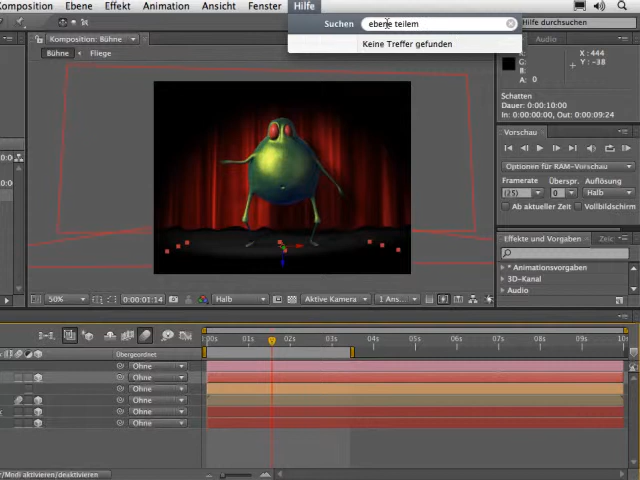 Ebene Effekt Animation Ansicht Fenster Hilfe
Suchen ebene teilem
Hilfe durchsuchen
Keine Treffer gefunden
Komposition: Bühne
Audio
Bühne Fliege
R:
G:
B:
A: 0
X: 444
Y: -38
Schatten
Dauer: 0:00:10:00
In: 0:00:00:00, Out: 0:00:09:24
Vorschau
Optionen für RAM-Vorschau
Framerate Überspr. Auflösung
(25) 0 Halb
Ab aktueller Zeit Vollbildschirm
Effekte und Vorgaben Zeic
* Animationsvorgaben
3D-Kanal
Audio
50% 0:00:01:14 Halb Aktive Kamera 1 Ans...
:00s 01s 02s 03s 04s 05s 06s 07s 08s 09s 10s
Übergeordnet
Ohne
Ohne
Ohne
Ohne
Ohne
Ohne
/Modi aktivieren/deaktivieren